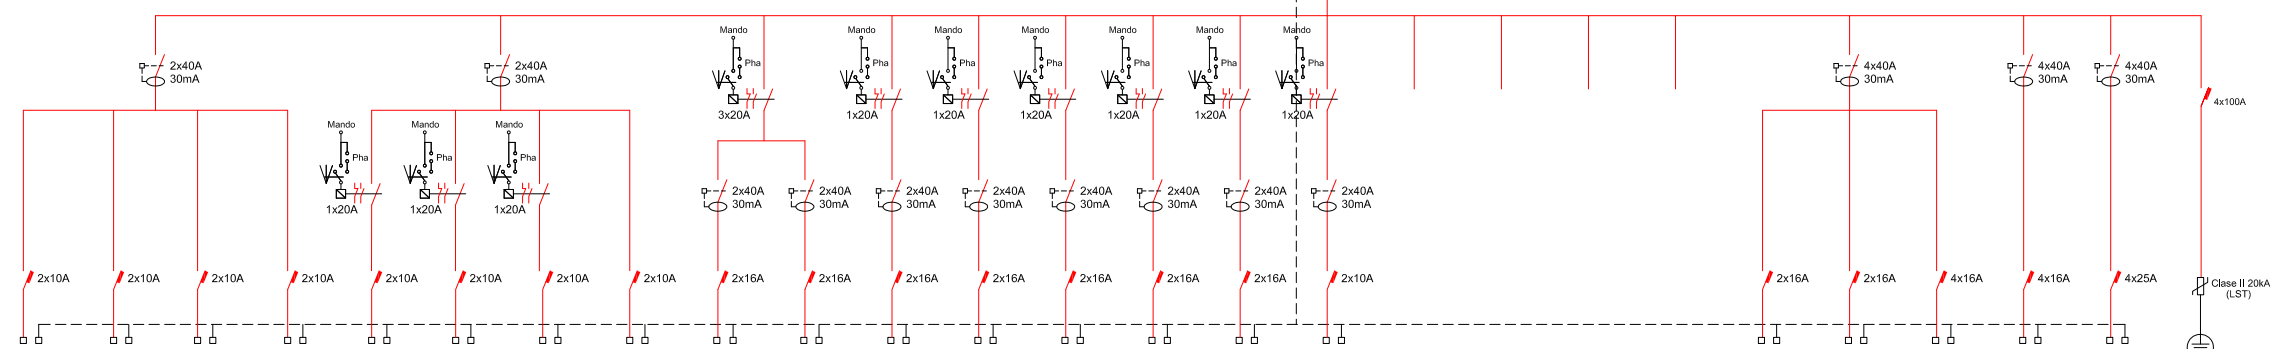 Mando Mando Mando Mando Mando Mando Mando
Pha Pha Pha Pha Pha Pha Pha
2x40A 2x40A 4x40A 4x40A 4x40A
30mA 30mA 30mA 30mA 30mA
4x100A
3x20A 1x20A 1x20A 1x20A 1x20A 1x20A 1x20A
Mando Mando Mando
Pha Pha Pha
2x40A 2x40A 2x40A 2x40A 2x40A 2x40A 2x40A 2x40A
30mA 30mA 30mA 30mA 30mA 30mA 30mA 30mA
1x20A 1x20A 1x20A
2x10A 2x10A 2x10A 2x10A 2x10A 2x10A 2x10A 2x10A 2x16A 2x16A 2x16A 2x16A 2x16A 2x16A 2x16A 2x10A 2x16A 2x16A 4x16A 4x16A 4x25A
Clase II 20kA
(LST)